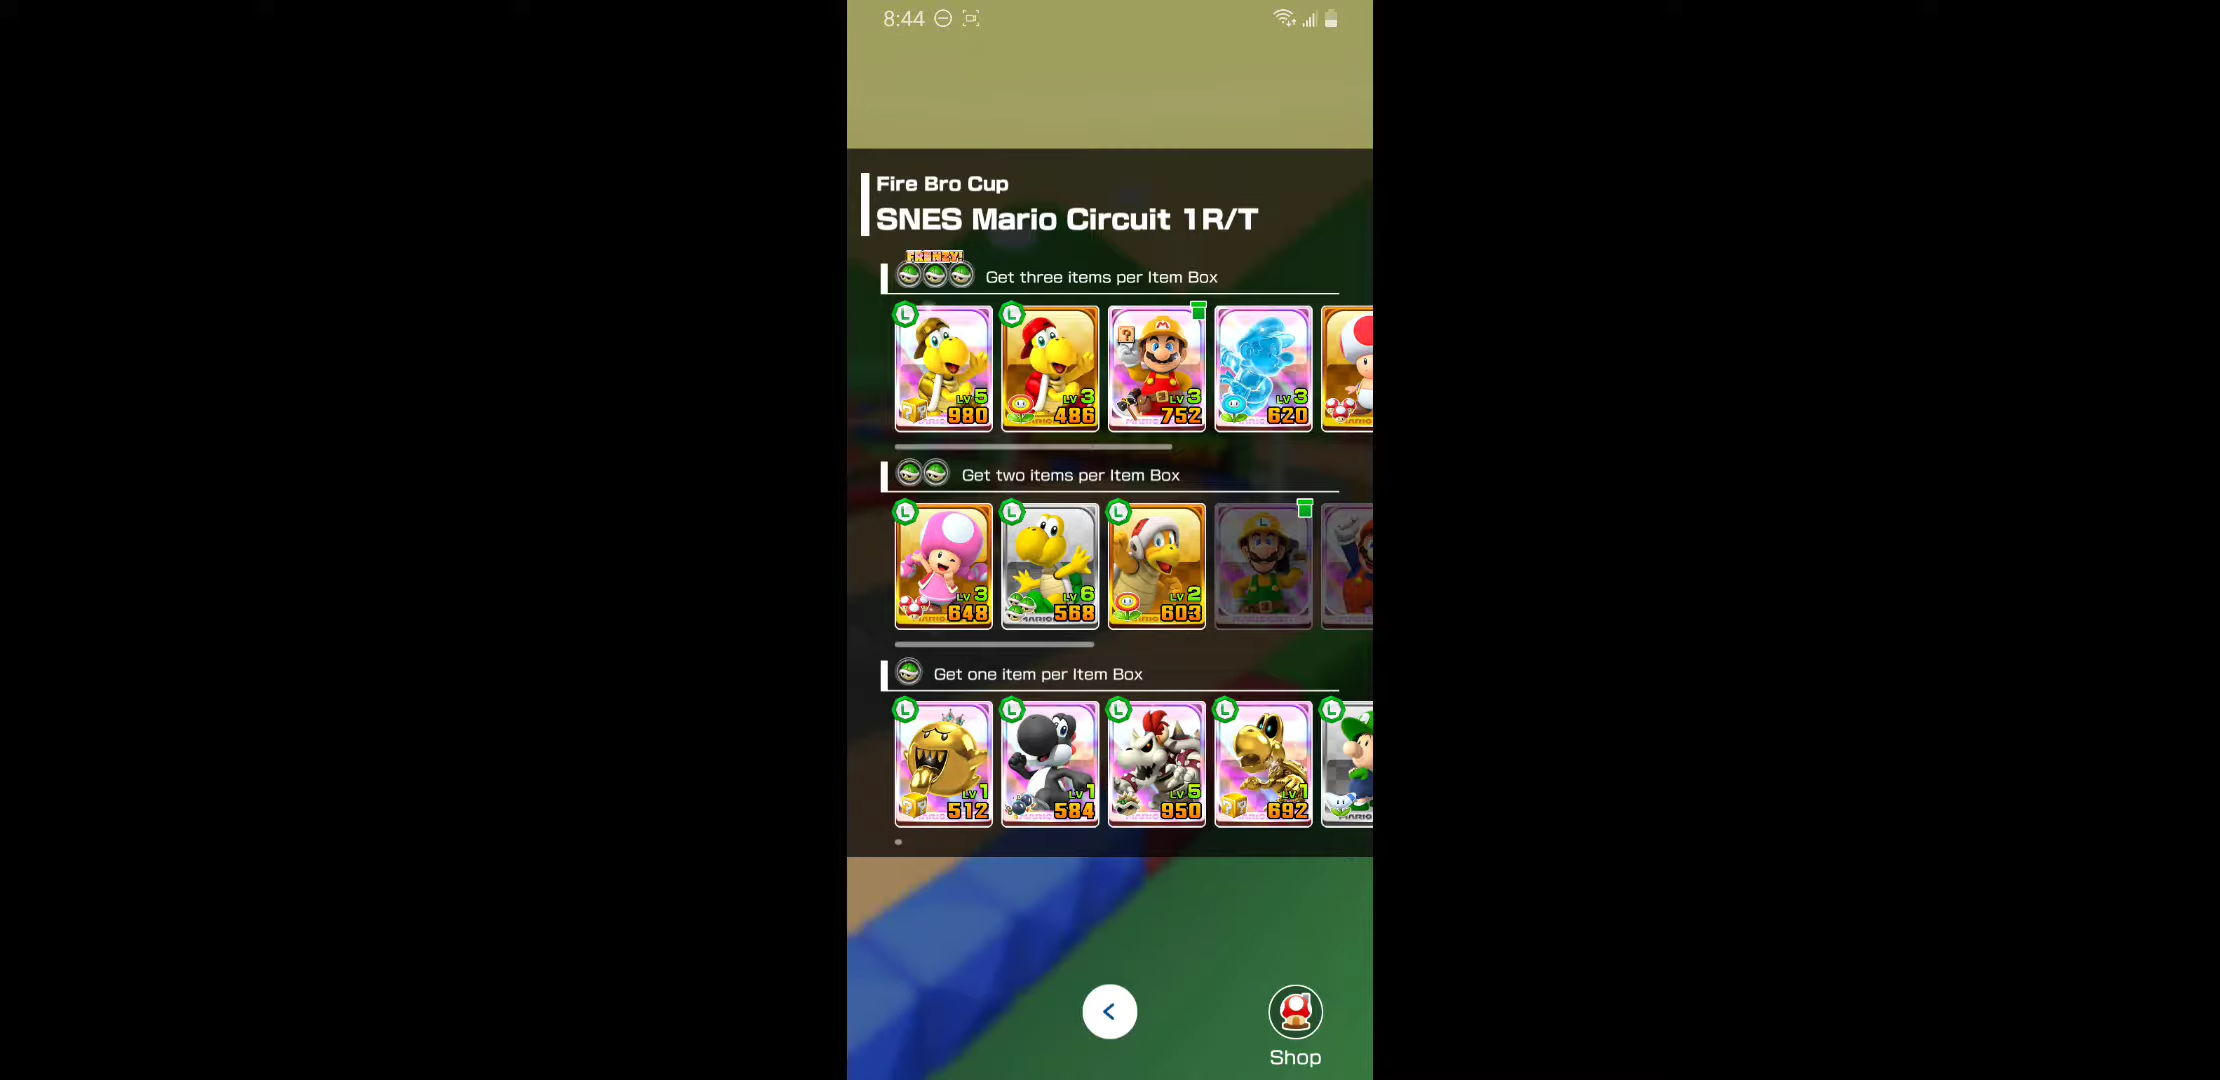 8:44
Fire Bro Cup
SNES Mario Circuit 1R/T
FRENZY!
Get three items per Item Box
L L
LV 5 LV 3 LV 3 LV 3
980 486 752 620
Get two items per Item Box
L L L
LV 3 LV 6 LV 2
648 568 603
Get one item per Item Box
L L L L L
LV 1 LV 1 LV 5 LV 1
512 584 950 692
Shop